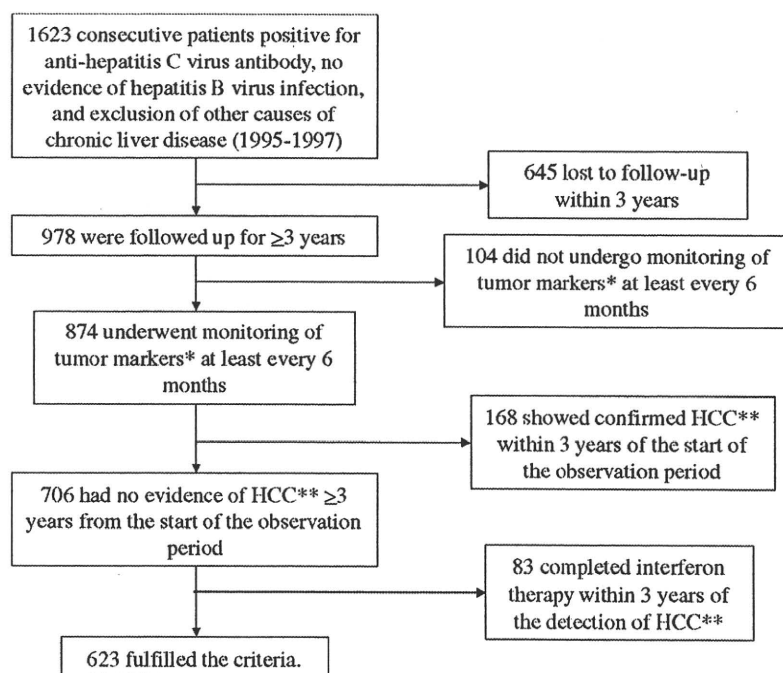 1623 consecutive patients positive for
anti-hepatitis C virus antibody, no
evidence of hepatitis B virus infection,
and exclusion of other causes of
chronic liver disease (1995-1997)
645 lost to follow-up
within 3 years
978 were followed up for ≥3 years
104 did not undergo monitoring of
tumor markers* at least every 6
months
874 underwent monitoring of
tumor markers* at least every 6
months
168 showed confirmed HCC**
within 3 years of the start of
the observation period
706 had no evidence of HCC** ≥3
years from the start of the observation
period
83 completed interferon
therapy within 3 years of
the detection of HCC**
623 fulfilled the criteria.